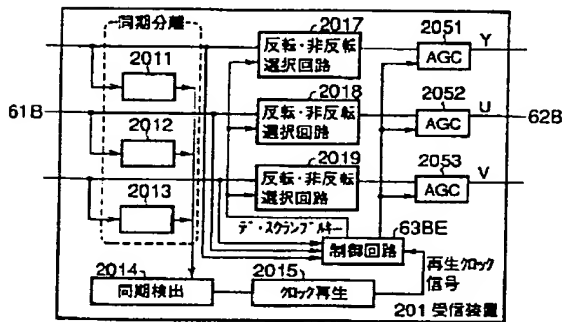 同期分離
2011
2012
2013
2017
反転・非反転
選択回路
2018
反転・非反転
選択回路
2019
反転・非反転
選択回路
2051
AGC
Y
2052
AGC
U
2053
AGC
V
61B
62B
デ・スクランブルキー
63BE
制御回路
再生クロック
信号
2014
同期検出
2015
クロック再生
201 受信装置